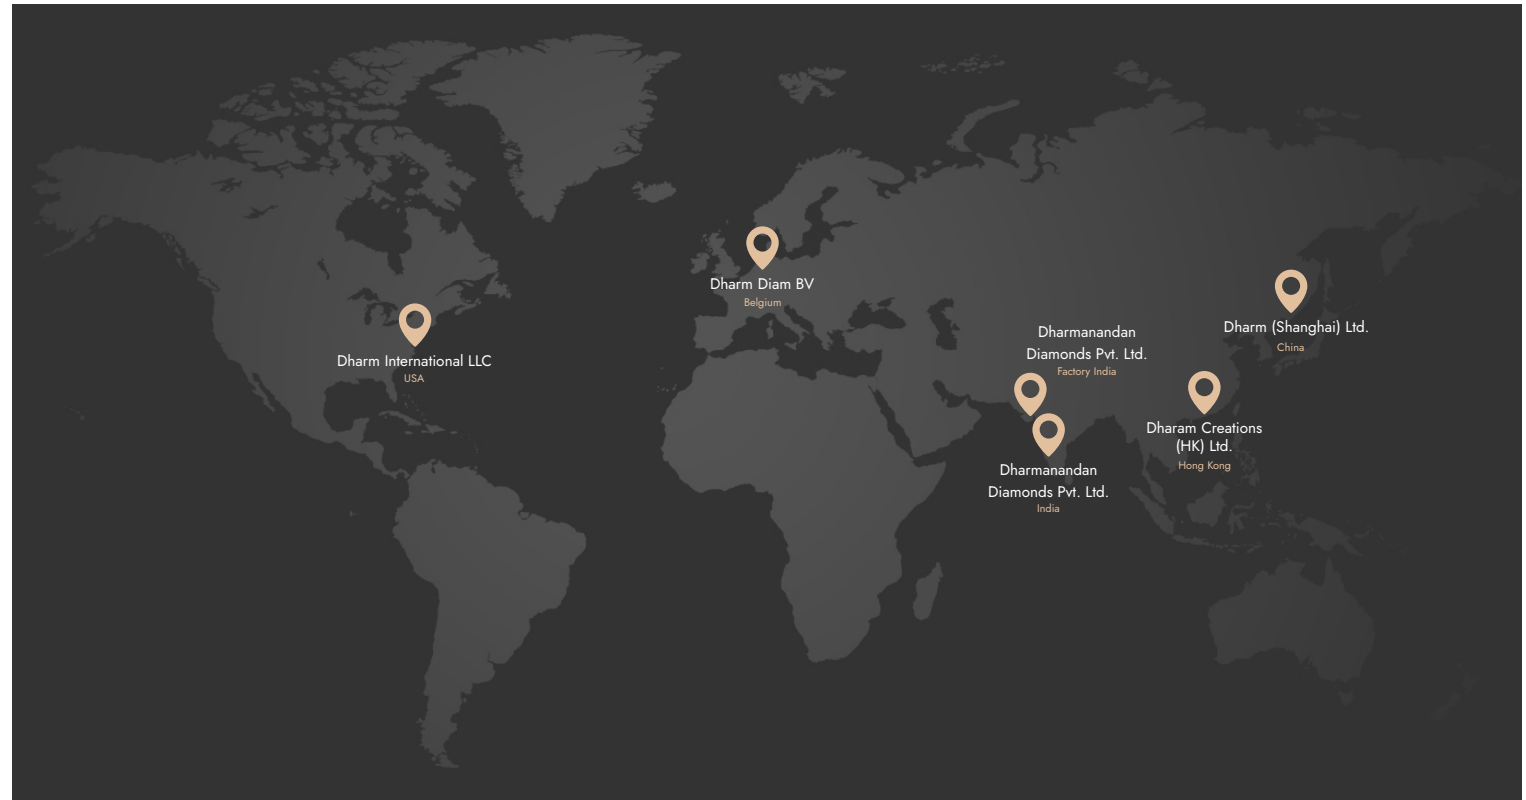 Dharm Diam BV
Belgium
Dharm (Shanghai) Ltd.
China
Dharmanandan
Diamonds Pvt. Ltd.
Factory India
Dharm International LLC
USA
Dharam Creations
(HK) Ltd.
Hong Kong
Dharmanandan
Diamonds Pvt. Ltd.
India